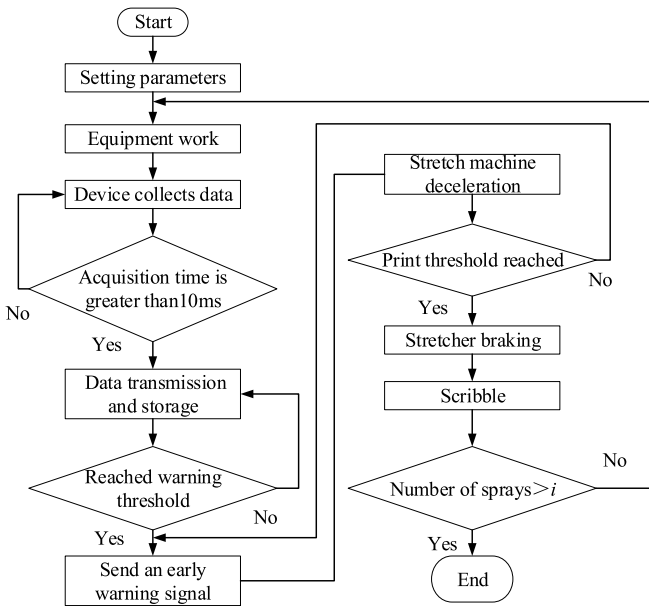 Start
Setting parameters
Equipment work
Device collects data
Acquisition time is
greater than10ms
No
Yes
Data transmission
and storage
Reached warning
threshold
No
Yes
Send an early
warning signal
Stretch machine
deceleration
Print threshold reached
No
Yes
Stretcher braking
Scribble
Number of sprays＞i
No
Yes
End